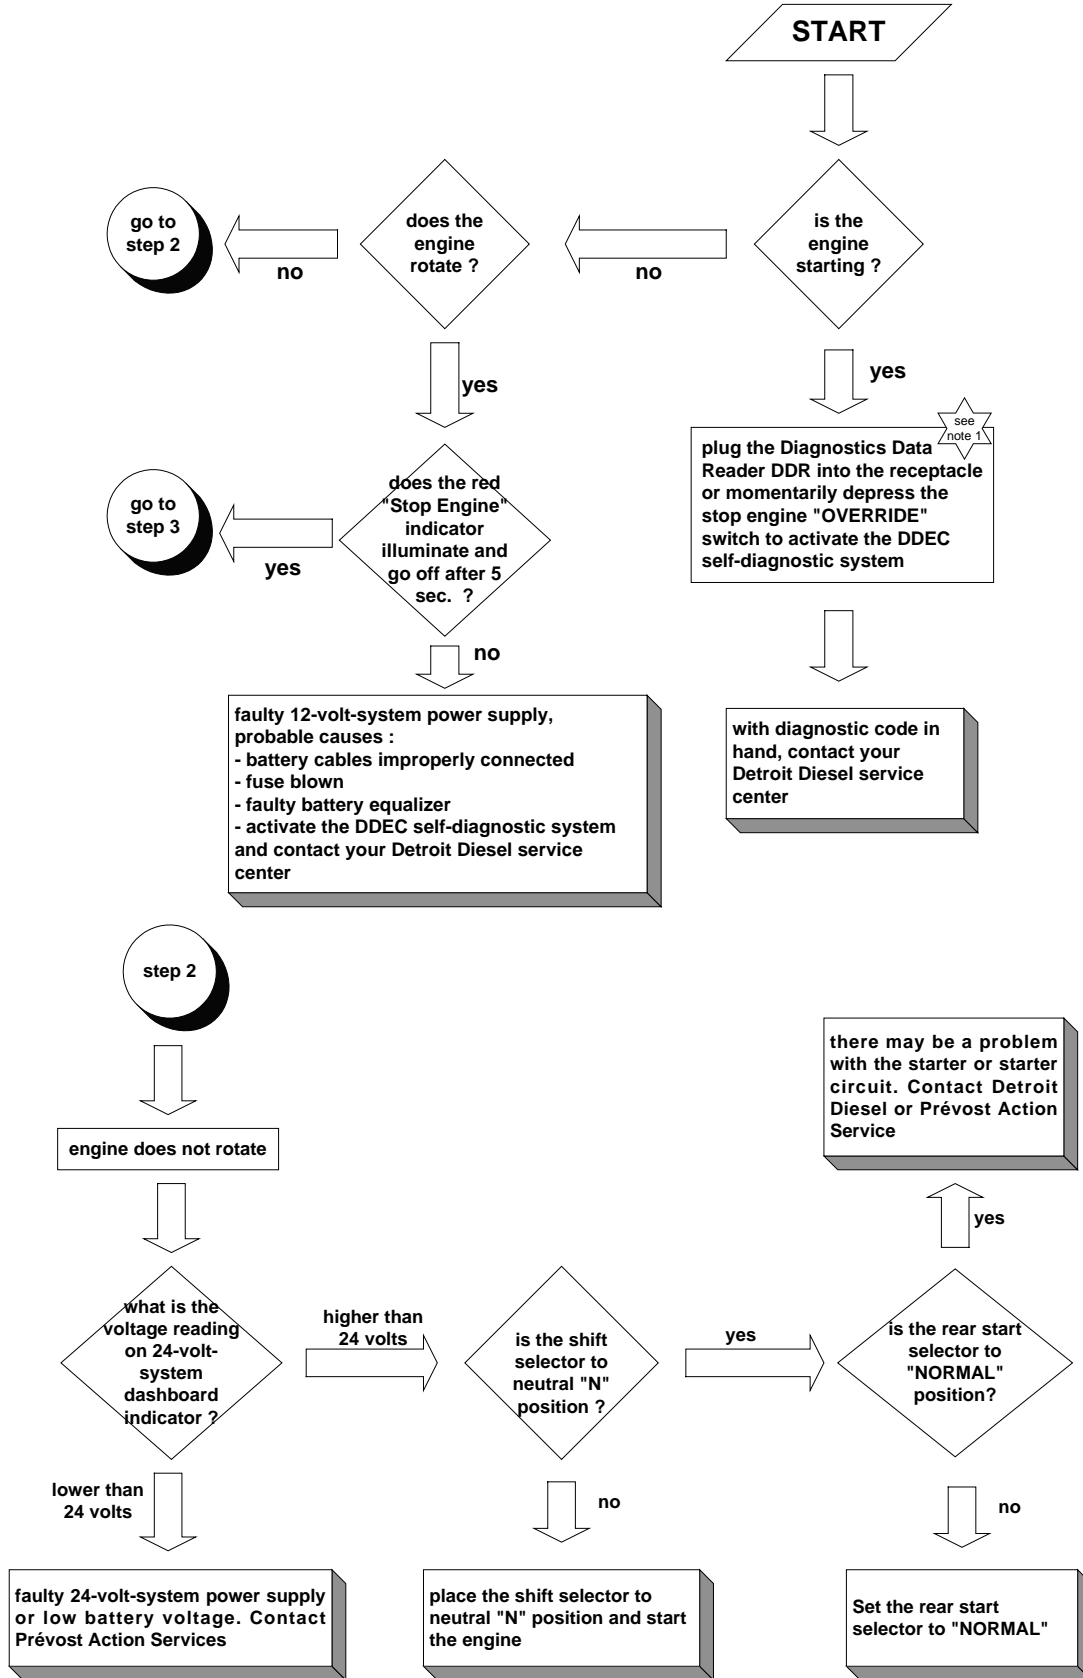 START
is the
engine
starting ?
no
does the
engine
rotate ?
no
go to
step 2
yes
yes
see
note 1
plug the Diagnostics Data
Reader DDR into the receptacle
or momentarily depress the
stop engine "OVERRIDE"
switch to activate the DDEC
self-diagnostic system
does the red
"Stop Engine"
indicator
illuminate and
go off after 5
sec. ?
yes
go to
step 3
no
faulty 12-volt-system power supply,
probable causes :
- battery cables improperly connected
- fuse blown
- faulty battery equalizer
- activate the DDEC self-diagnostic system
and contact your Detroit Diesel service
center
with diagnostic code in
hand, contact your
Detroit Diesel service
center
step 2
engine does not rotate
what is the
voltage reading
on 24-volt-
system
dashboard
indicator ?
higher than
24 volts
is the shift
selector to
neutral "N"
position ?
yes
is the rear start
selector to
"NORMAL"
position?
yes
there may be a problem
with the starter or starter
circuit. Contact Detroit
Diesel or Prévost Action
Service
lower than
24 volts
no
no
faulty 24-volt-system power supply
or low battery voltage. Contact
Prévost Action Services
place the shift selector to
neutral "N" position and start
the engine
Set the rear start
selector to "NORMAL"